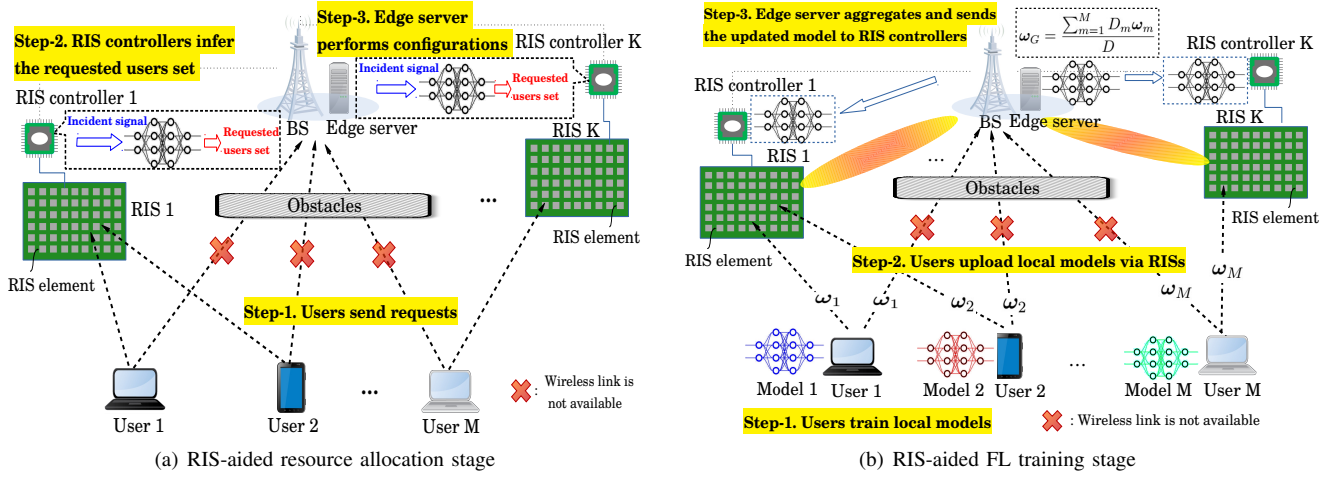 Step-2. RIS controllers infer
the requested users set
Step-3. Edge server
performs configurations
RIS controller K
Incident signal
Requested
users set
RIS controller 1
Incident signal
Requested
users set
BS
Edge server
RIS K
RIS 1
Obstacles
...
RIS element
RIS element
Step-1. Users send requests
...
: Wireless link is
not available
User 1
User 2
User M
(a) RIS-aided resource allocation stage
Step-3. Edge server aggregates and sends
the updated model to RIS controllers
ω_G = ∑_{m=1}^{M} D_m ω_m / D
RIS controller K
RIS controller 1
BS
Edge server
RIS K
RIS 1
...
Obstacles
RIS element
RIS element
Step-2. Users upload local models via RISs
ω_1
ω_1
ω_2
ω_2
ω_M
ω_M
...
Model 1
User 1
Model 2
User 2
Model M
User M
Step-1. Users train local models
: Wireless link is not available
(b) RIS-aided FL training stage